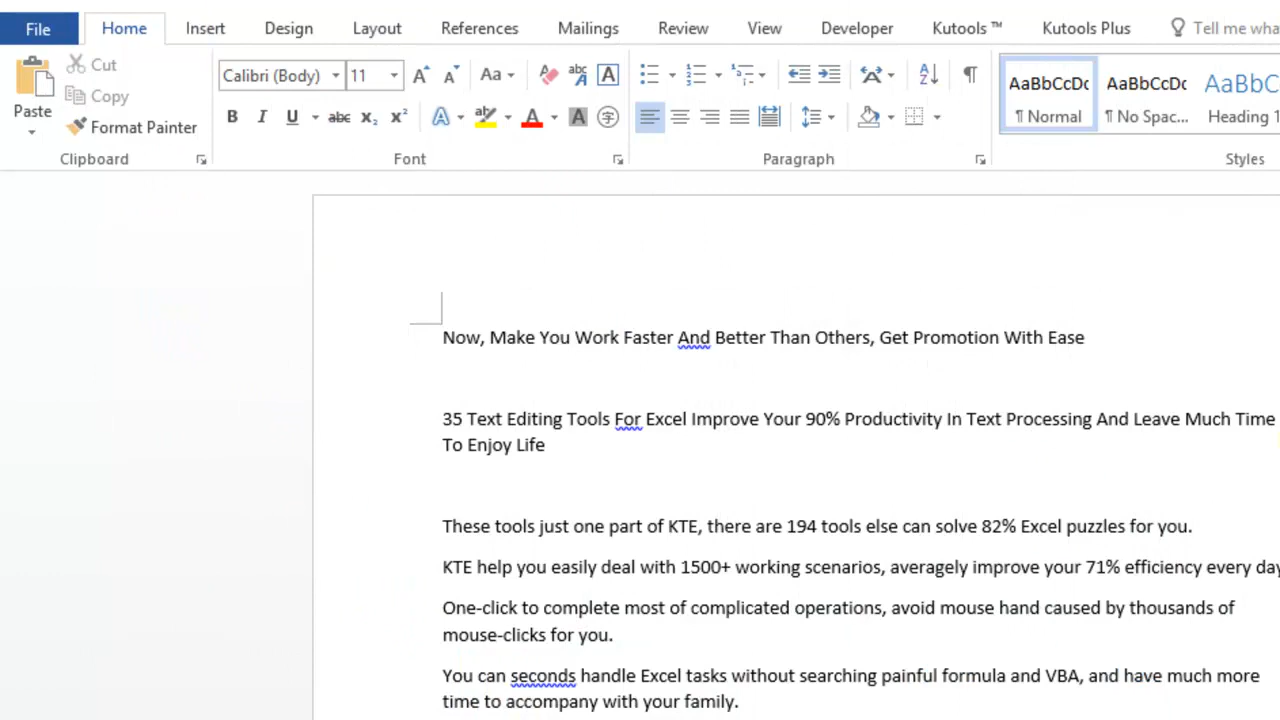 File Home Insert Design Layout References Mailings Review View Developer Kutools ™ Kutools Plus Tell me wha
Paste Cut Copy Format Painter
Calibri (Body) 11 Aa
AaBbCcDc AaBbCcDc AaBbC
¶ Normal ¶ No Spac... Heading 1
Clipboard Font Paragraph Styles
Now, Make You Work Faster And Better Than Others, Get Promotion With Ease
35 Text Editing Tools For Excel Improve Your 90% Productivity In Text Processing And Leave Much Time
To Enjoy Life
These tools just one part of KTE, there are 194 tools else can solve 82% Excel puzzles for you.
KTE help you easily deal with 1500+ working scenarios, averagely improve your 71% efficiency every day
One-click to complete most of complicated operations, avoid mouse hand caused by thousands of
mouse-clicks for you.
You can seconds handle Excel tasks without searching painful formula and VBA, and have much more
time to accompany with your family.